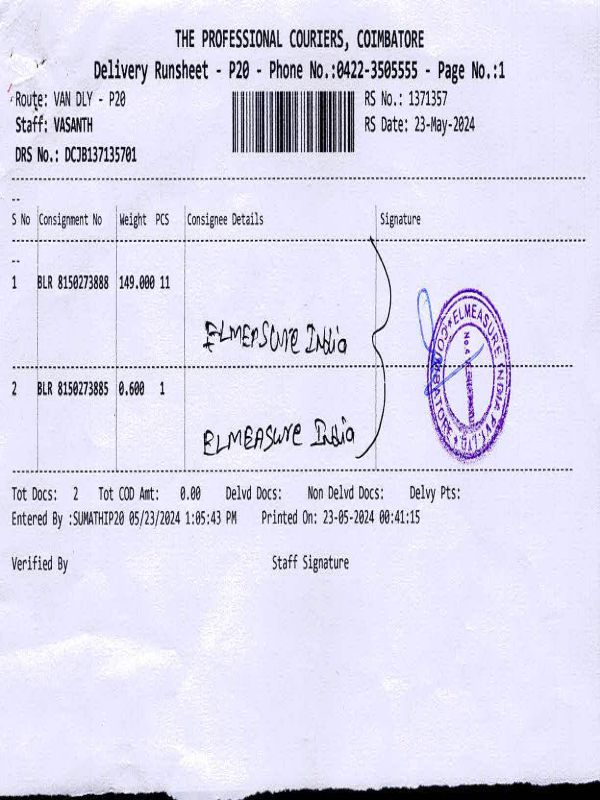 THE PROFESSIONAL COURIERS, COIMBATORE
Delivery Runsheet - P20 - Phone No.:0422-3505555 - Page No.:1
Route: VAN DLY - P20 RS No.: 1371357
Staff: VASANTH RS Date: 23-May-2024
DRS No.: DCJB137135701
--
S No Consignment No Weight PCS Consignee Details Signature
--
1 BLR 8150273888 149.000 11
ELMEASURE India
ELMEASURE INDIA PVT. LTD. COIMBATORE
2 BLR 8150273885 0.600 1
ELMEASURE India
Tot Docs: 2 Tot COD Amt: 0.00 Delvd Docs: Non Delvd Docs: Delvy Pts:
Entered By :SUMATHIP20 05/23/2024 1:05:43 PM Printed On: 23-05-2024 00:41:15
Verified By Staff Signature